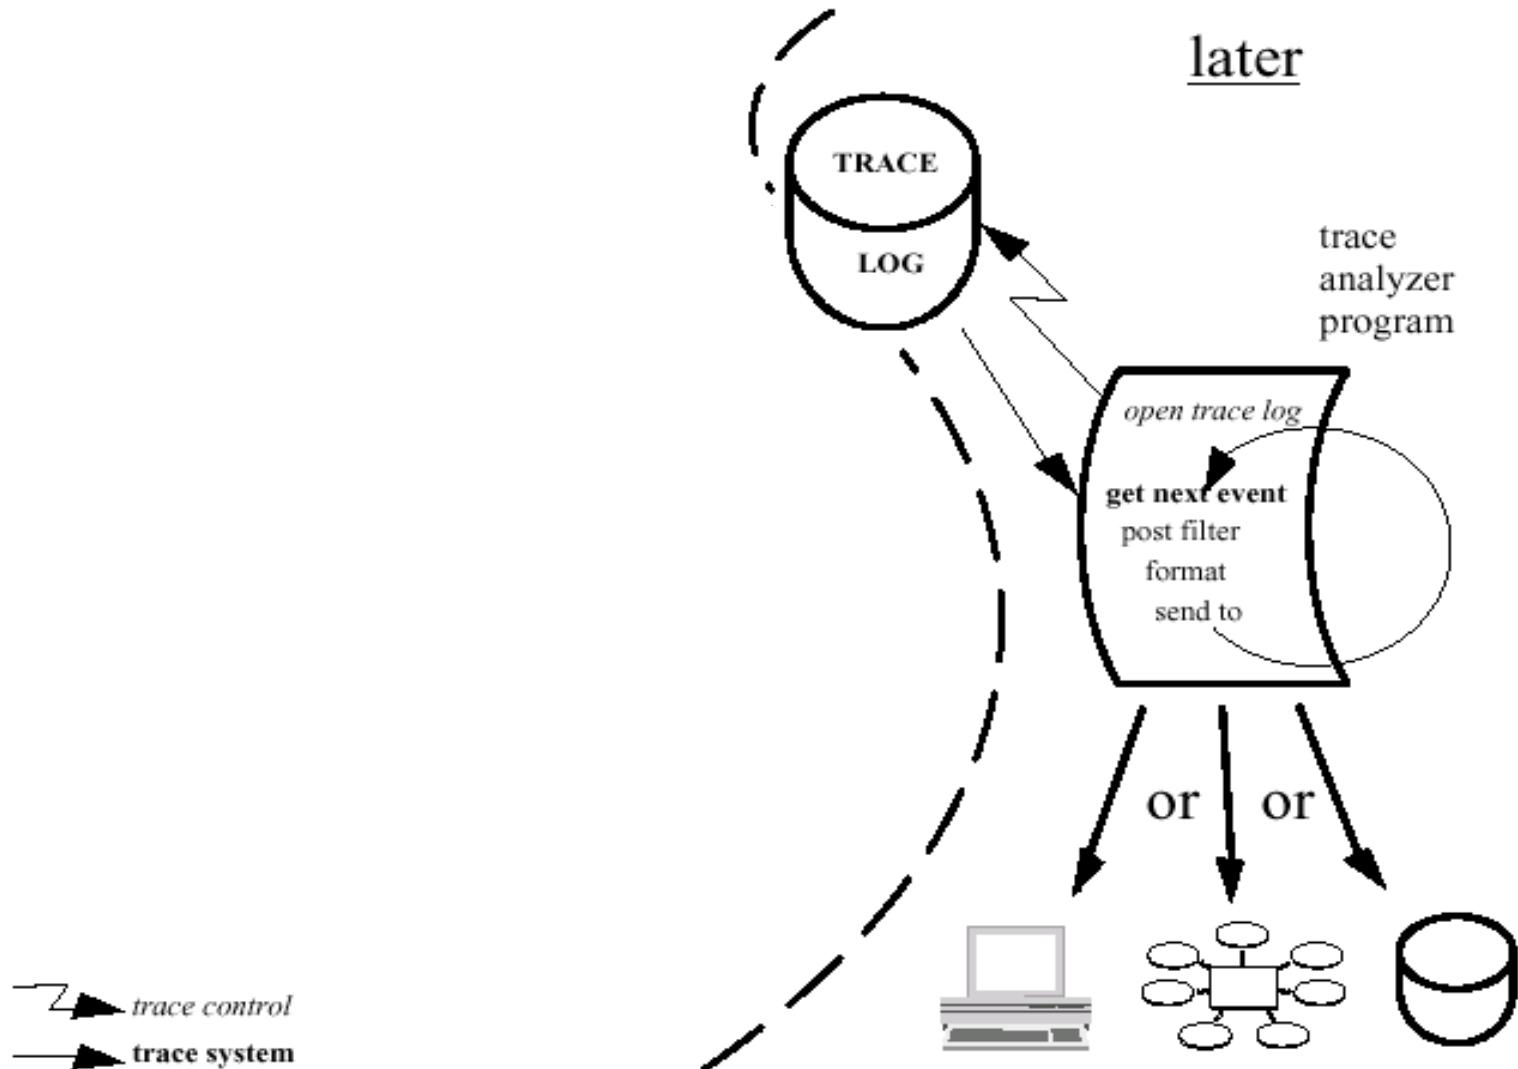 later
TRACE
LOG
trace
analyzer
program
open trace log
get next event
post filter
format
send to
or or
trace control
trace system